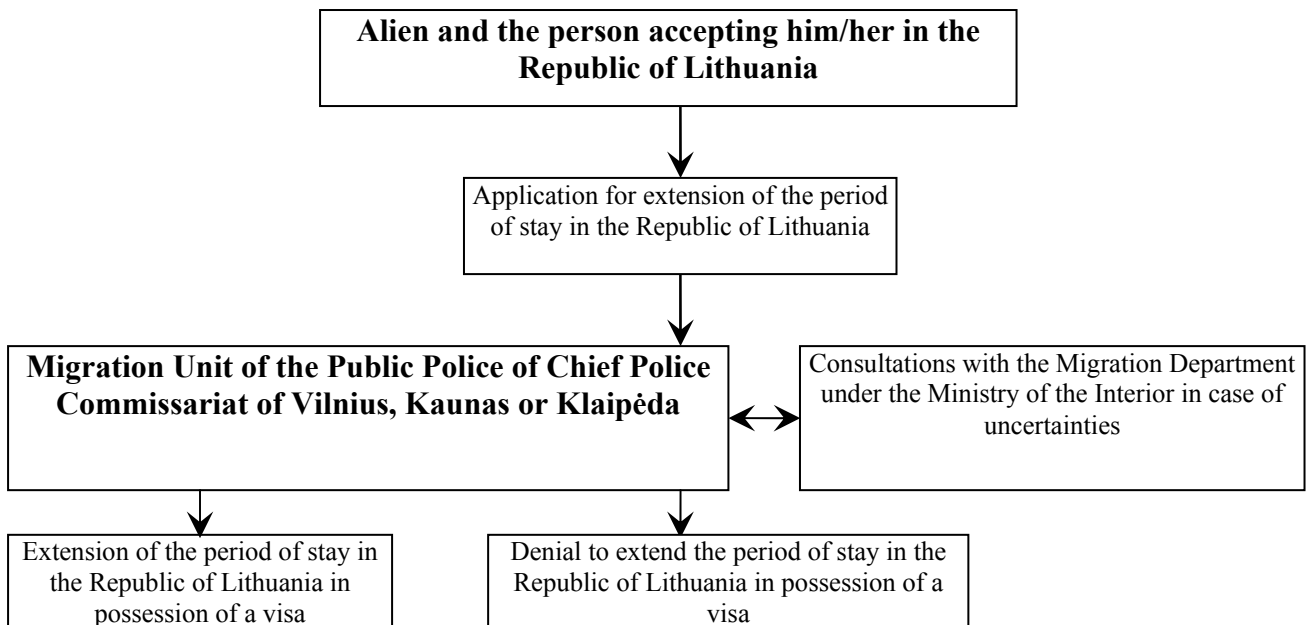 Alien and the person accepting him/her in the
Republic of Lithuania
Application for extension of the period
of stay in the Republic of Lithuania
Migration Unit of the Public Police of Chief Police
Commissariat of Vilnius, Kaunas or Klaipėda
Consultations with the Migration Department
under the Ministry of the Interior in case of
uncertainties
Extension of the period of stay in
the Republic of Lithuania in
possession of a visa
Denial to extend the period of stay in the
Republic of Lithuania in possession of a
visa